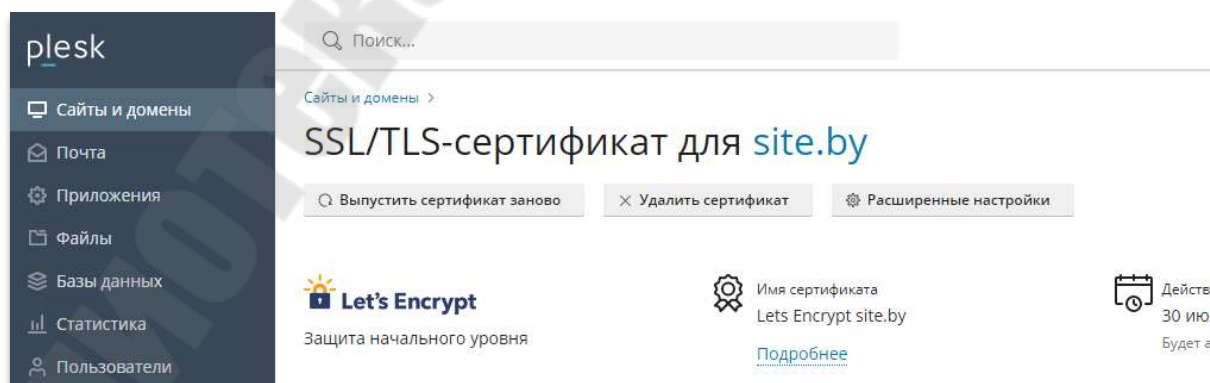 plesk
Поиск...
Сайты и домены
Почта
Приложения
Файлы
Базы данных
Статистика
Пользователи
Сайты и домены >
SSL/TLS-сертификат для site.by
Выпустить сертификат заново
Удалить сертификат
Расширенные настройки
Let's Encrypt
Защита начального уровня
Имя сертификата
Lets Encrypt site.by
Подробнее
30
Будет